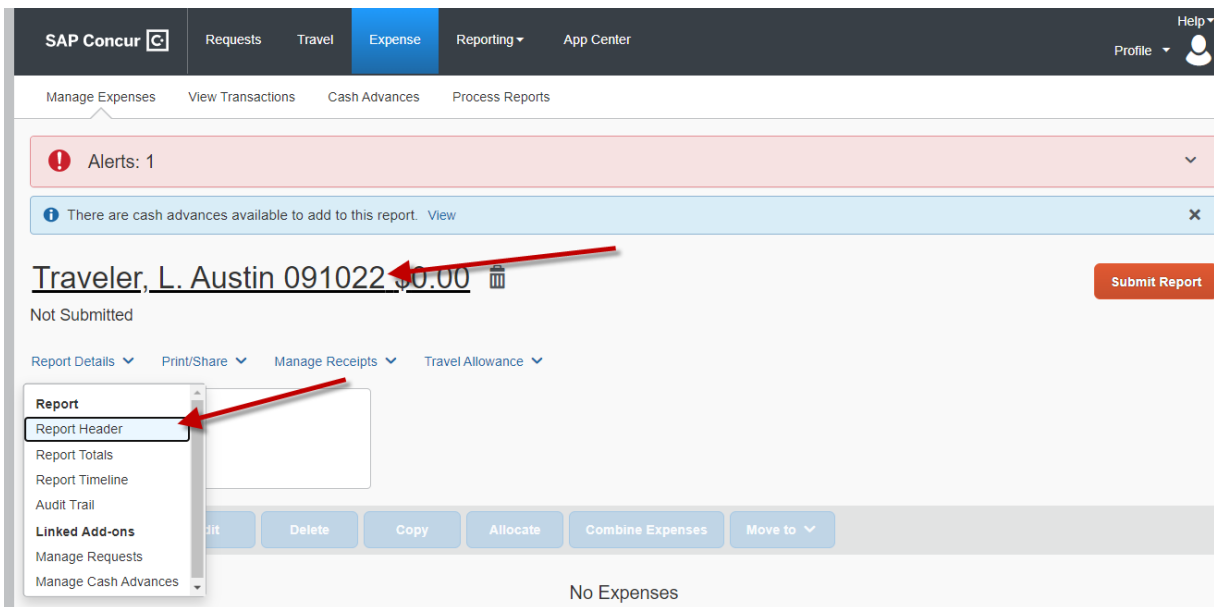 Help
SAP Concur C Requests Travel Expense Reporting App Center
Profile
Manage Expenses View Transactions Cash Advances Process Reports
Alerts: 1
There are cash advances available to add to this report. View
Traveler, L. Austin 091022 $0.00
Submit Report
Not Submitted
Report Details Print/Share Manage Receipts Travel Allowance
Report
Report Header
Report Totals
Report Timeline
Audit Trail
Linked Add-ons
Delete Copy Allocate Combine Expenses Move to
Manage Requests
Manage Cash Advances
No Expenses